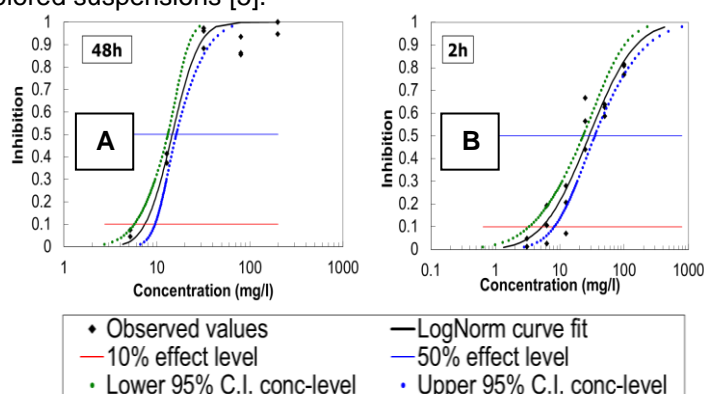 olored suspensions [5].
1
0.9
0.8
0.7
0.6
0.5
0.4
0.3
0.2
0.1
0
Inhibition
48h
A
1 10 100 1000
Concentration (mg/l)
1
0.9
0.8
0.7
0.6
0.5
0.4
0.3
0.2
0.1
0
Inhibition
2h
B
0.1 1 10 100 1000
Concentration (mg/l)
Observed values LogNorm curve fit
10% effect level 50% effect level
Lower 95% C.I. conc-level Upper 95% C.I. conc-level